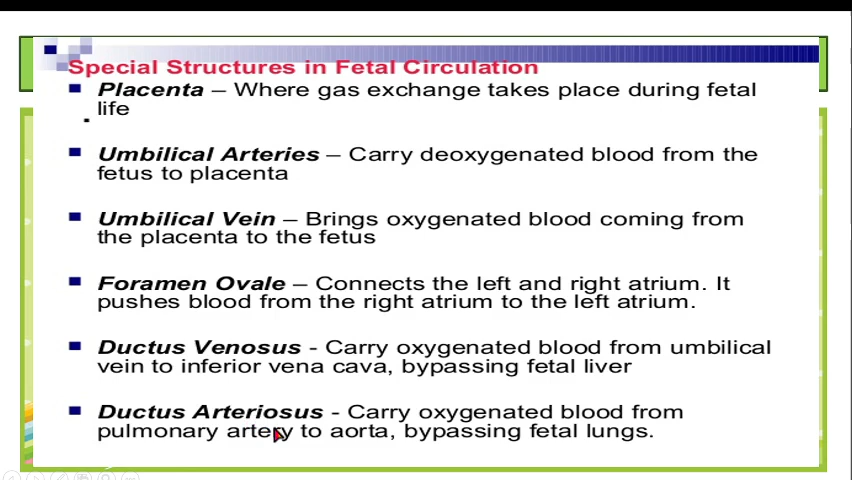 Special Structures in Fetal Circulation
Placenta – Where gas exchange takes place during fetal
life
Umbilical Arteries – Carry deoxygenated blood from the
fetus to placenta
Umbilical Vein – Brings oxygenated blood coming from
the placenta to the fetus
Foramen Ovale – Connects the left and right atrium. It
pushes blood from the right atrium to the left atrium.
Ductus Venosus - Carry oxygenated blood from umbilical
vein to inferior vena cava, bypassing fetal liver
Ductus Arteriosus - Carry oxygenated blood from
pulmonary artery to aorta, bypassing fetal lungs.